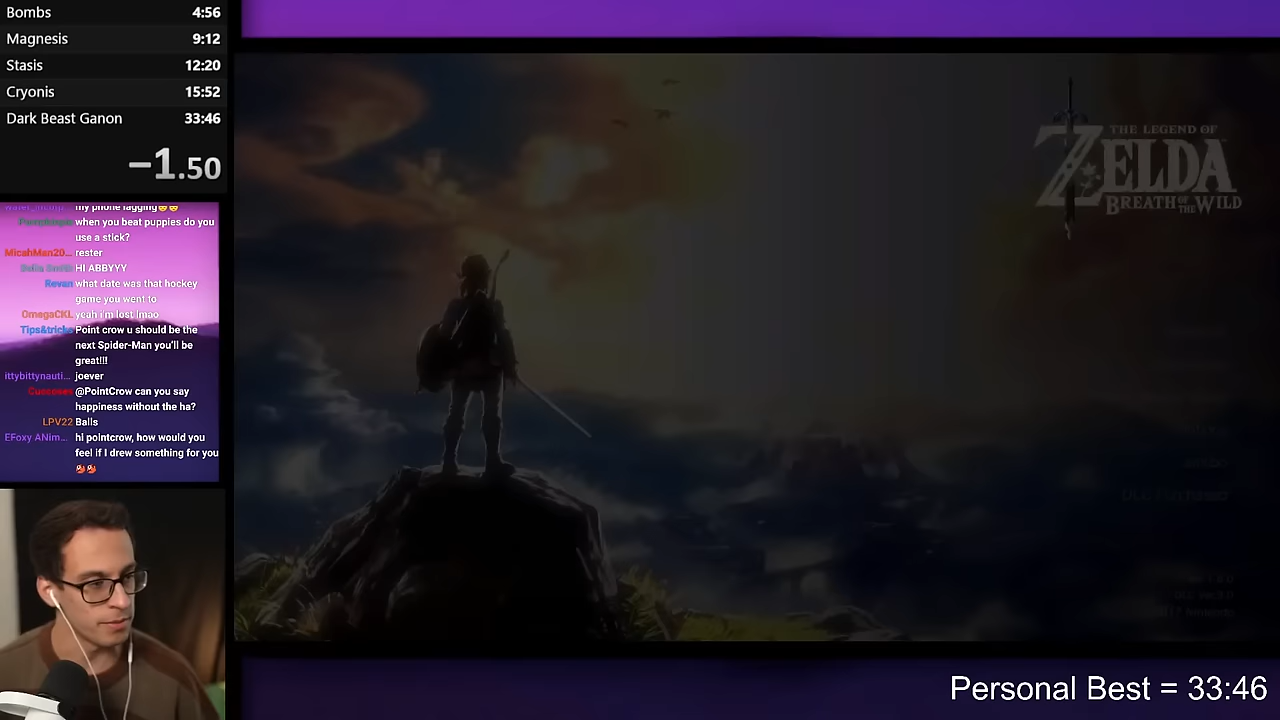 Bombs 4:56
Magnesis 9:12
Stasis 12:20
Cryonis 15:52
Dark Beast Ganon 33:46
−1.50
my phone lagging
when you beat puppies do you
use a stick?
MicahMan20... rester
HI ABBYYY
Revan what date was that hockey
game you went to
OmegaCKL yeah i'm lost lmao
Tips&tricks Point crow u should be the
next Spider-Man you'll be
great!!!
ittybittynauti... joever
@PointCrow can you say
happiness without the ha?
LPV22 Balls
EFoxy ANim... hi pointcrow, how would you
feel if I drew something for you
THE LEGEND OF
ZELDA
BREATH OF THE WILD
Personal Best = 33:46